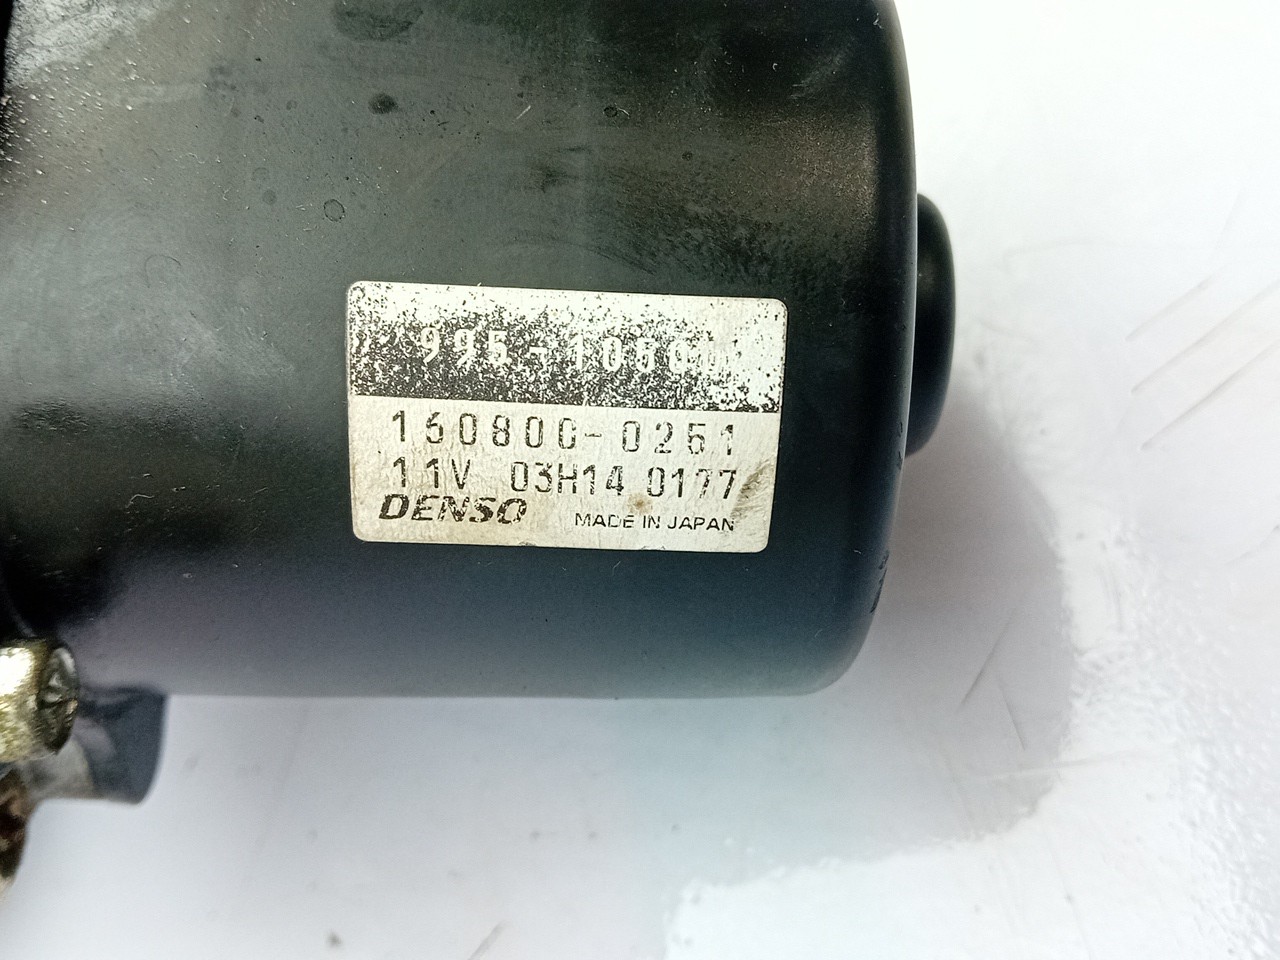 160800-0251
11V 03H14 0177
DENSO MADE IN JAPAN